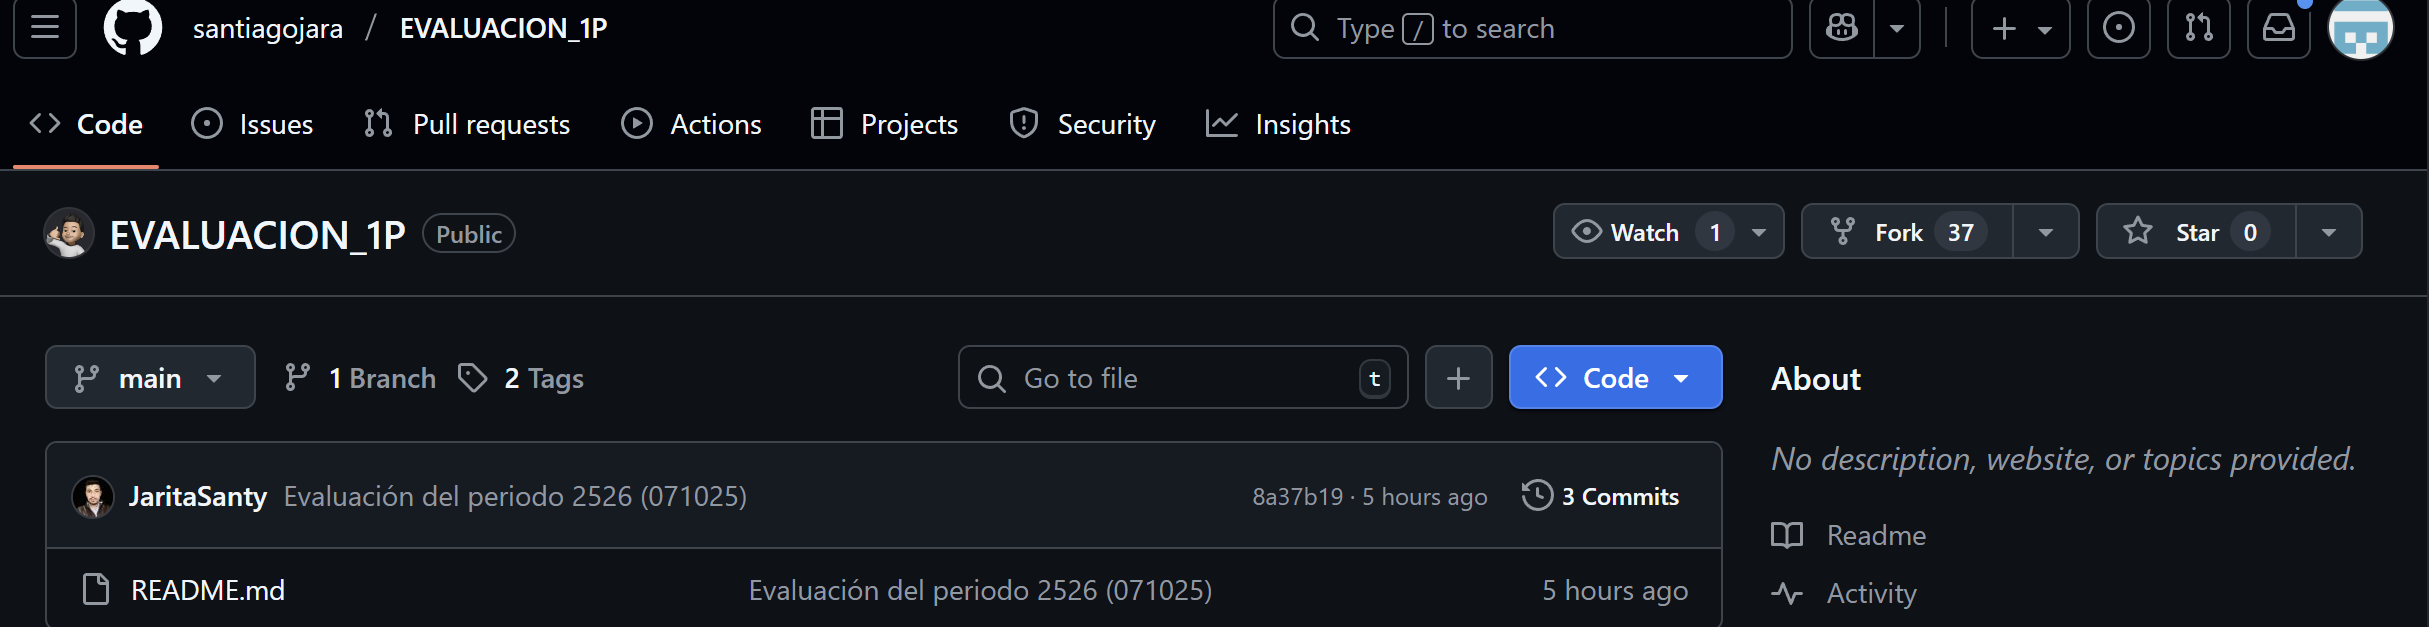 santiagojara / EVALUACION_1P
Type / to search
Code Issues Pull requests Actions Projects Security Insights
EVALUACION_1P Public
Watch 1 Fork 37 Star 0
main 1 Branch 2 Tags
Go to file t
Code
About
No description, website, or topics provided.
JaritaSanty Evaluación del periodo 2526 (071025) 8a37b19 · 5 hours ago 3 Commits
Readme
README.md Evaluación del periodo 2526 (071025) 5 hours ago
Activity